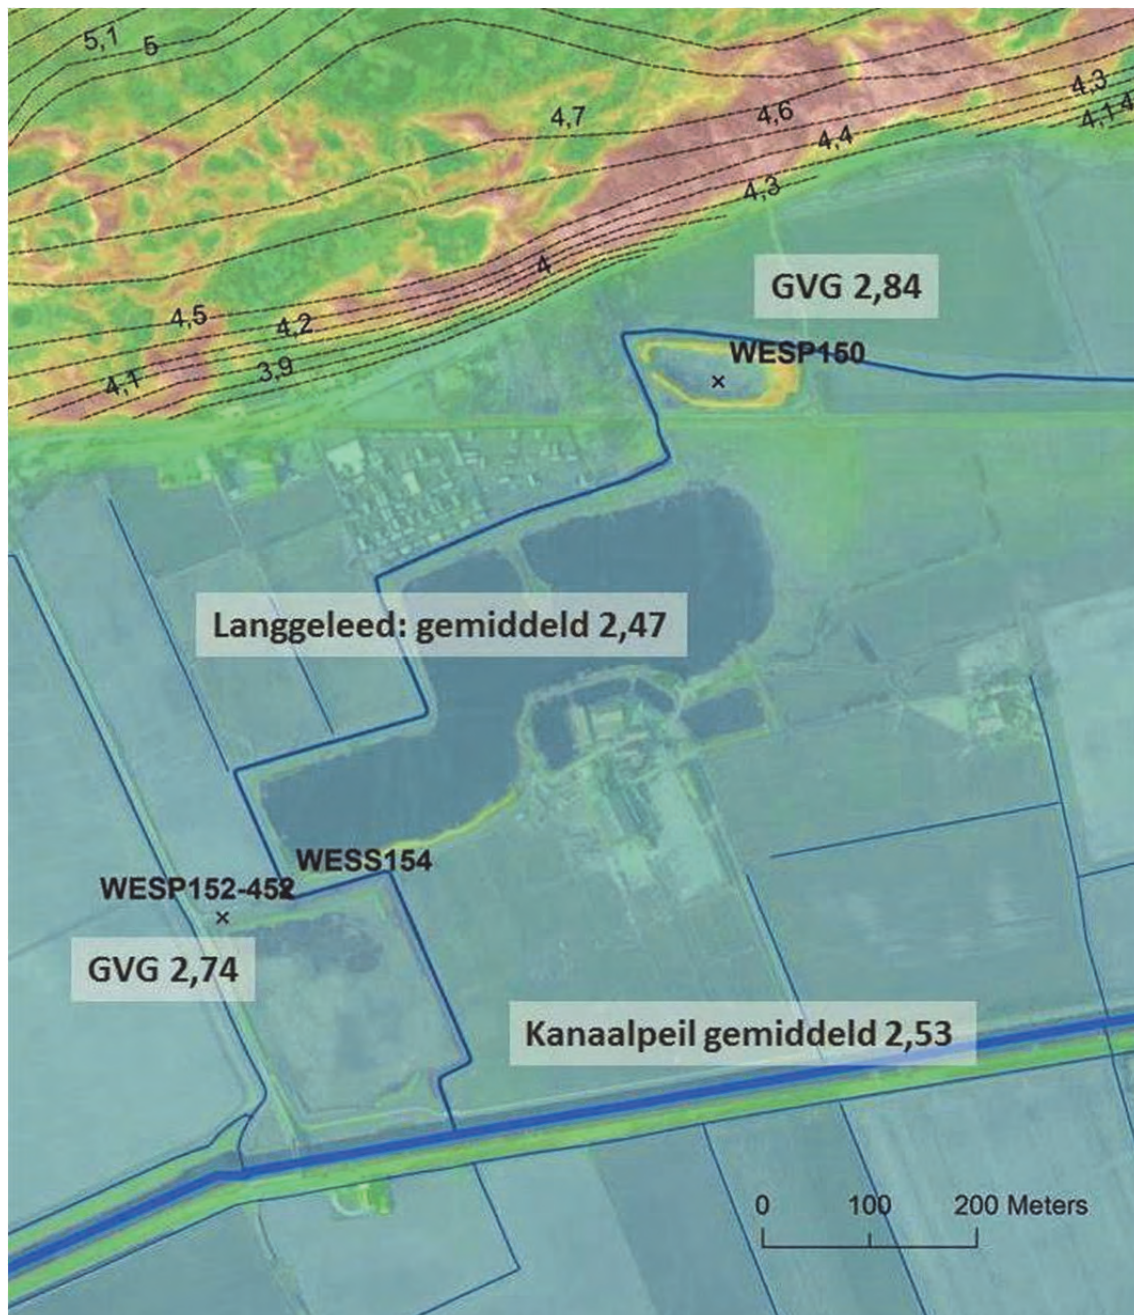 5,1
5
4,7
4,6
4,3
4,1
4
4,4
4,3
4
4,5
4,2
4,1
3,9
GVG 2,84
WESP150
Langgeleed: gemiddeld 2,47
WESS154
WESP152-452
GVG 2,74
Kanaalpeil gemiddeld 2,53
0 100 200 Meters